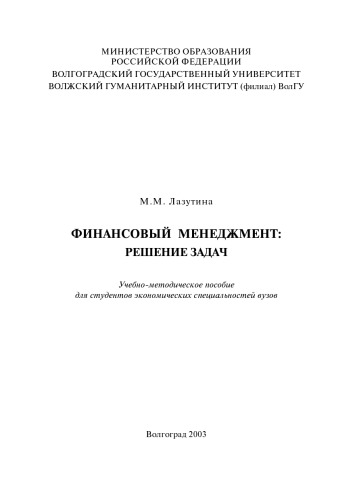 МИНИСТЕРСТВО ОБРАЗОВАНИЯ
РОССИЙСКОЙ ФЕДЕРАЦИИ
ВОЛГОГРАДСКИЙ ГОСУДАРСТВЕННЫЙ УНИВЕРСИТЕТ
ВОЛЖСКИЙ ГУМАНИТАРНЫЙ ИНСТИТУТ (филиал) ВолГУ
М.М. Лазутина
ФИНАНСОВЫЙ МЕНЕДЖМЕНТ:
РЕШЕНИЕ ЗАДАЧ
Учебно-методическое пособие
для студентов экономических специальностей вузов
Волгоград 2003